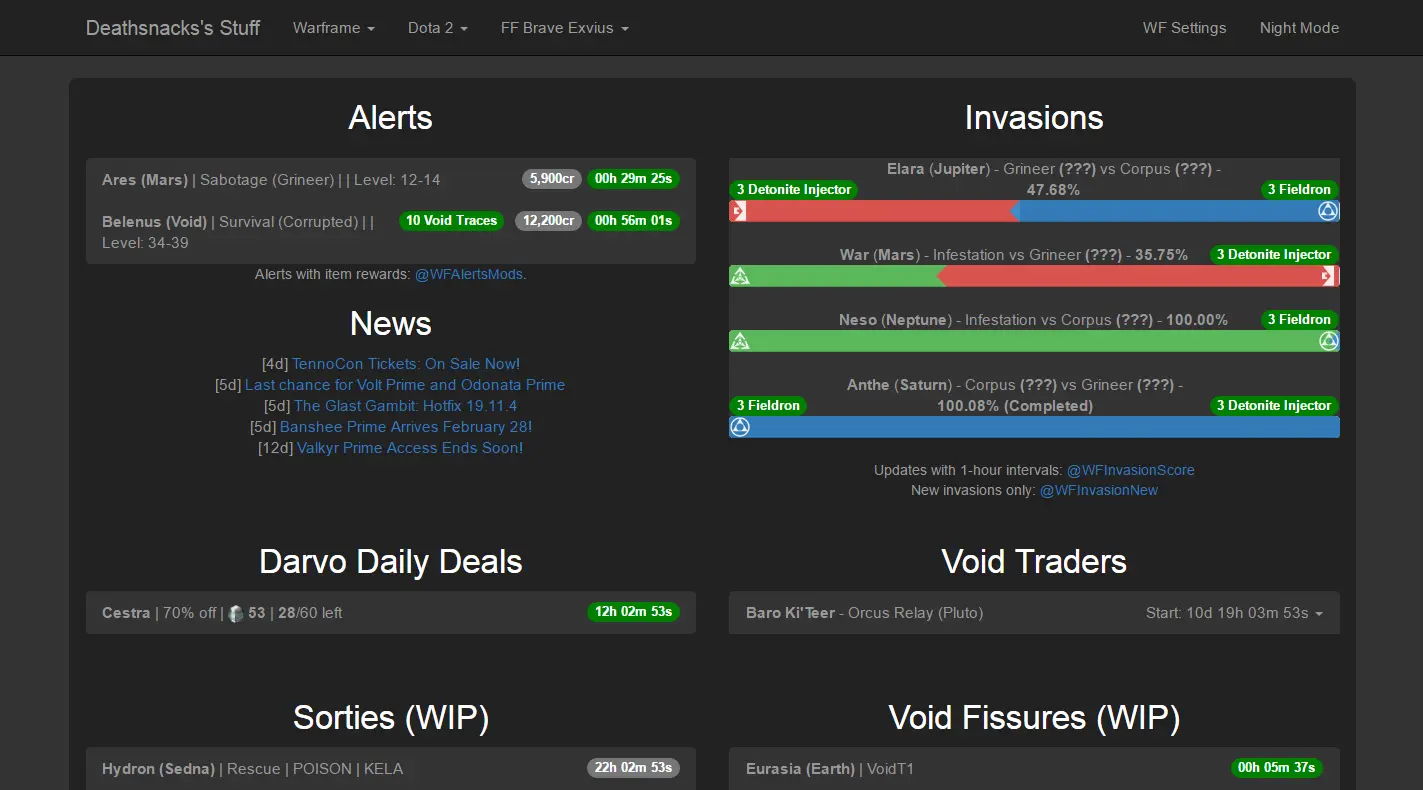 Deathsnacks's Stuff Warframe Dota 2 FF Brave Exvius WF Settings Night Mode
Alerts
Ares (Mars) | Sabotage (Grineer) | | Level: 12-14 5,900cr 00h 29m 25s
Belenus (Void) | Survival (Corrupted) | | 10 Void Traces 12,200cr 00h 56m 01s
Level: 34-39
Alerts with item rewards: @WFAlertsMods.
News
[4d] TennoCon Tickets: On Sale Now!
[5d] Last chance for Volt Prime and Odonata Prime
[5d] The Glast Gambit: Hotfix 19.11.4
[5d] Banshee Prime Arrives February 28!
[12d] Valkyr Prime Access Ends Soon!
Invasions
Elara (Jupiter) - Grineer (???) vs Corpus (???) -
3 Detonite Injector 47.68% 3 Fieldron
War (Mars) - Infestation vs Grineer (???) - 35.75% 3 Detonite Injector
Neso (Neptune) - Infestation vs Corpus (???) - 100.00% 3 Fieldron
Anthe (Saturn) - Corpus (???) vs Grineer (???) -
3 Fieldron 100.08% (Completed) 3 Detonite Injector
Updates with 1-hour intervals: @WFInvasionScore
New invasions only: @WFInvasionNew
Darvo Daily Deals
Cestra | 70% off | 53 | 28/60 left 12h 02m 53s
Void Traders
Baro Ki'Teer - Orcus Relay (Pluto) Start: 10d 19h 03m 53s
Sorties (WIP)
Hydron (Sedna) | Rescue | POISON | KELA 22h 02m 53s
Void Fissures (WIP)
Eurasia (Earth) | VoidT1 00h 05m 37s